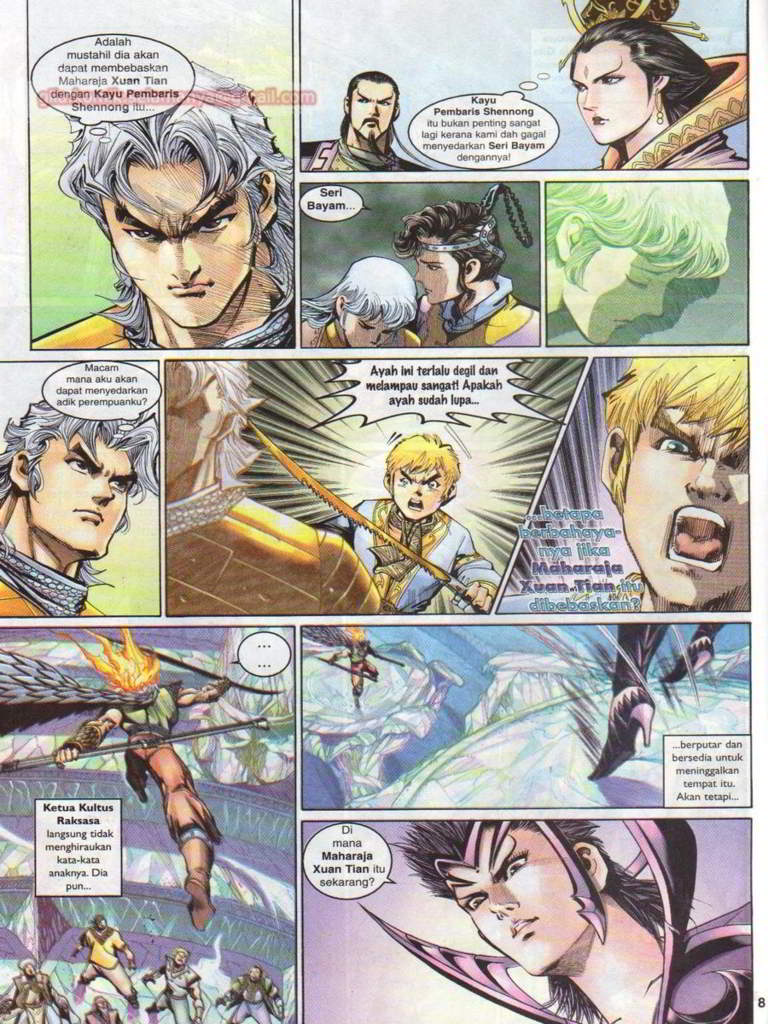 Adalah
mustahil dia akan
dapat membebaskan
Maharaja Xuan Tian
dengan Kayu Pembaris
Shennong itu...
Kayu
Pembaris Shennong
itu bukan penting sangat
lagi kerana kami dah gagal
menyedarkan Seri Bayam
dengannya!
Seri
Bayam...
Macam
mana aku akan
dapat menyedarkan
adik perempuanku?
Ayah ini terlalu degil dan
melampau sangat! Apakah
ayah sudah lupa...
...betapa
berbahaya-
nya jika
Maharaja
Xuan Tian itu
dibebaskan?
...
...
Ketua Kultus
Raksasa
langsung tidak
menghiraukan
kata-kata
anaknya. Dia
pun...
...berputar dan
bersedia untuk
meninggalkan
tempat itu.
Akan tetapi...
Di
mana
Maharaja
Xuan Tian itu
sekarang?
8